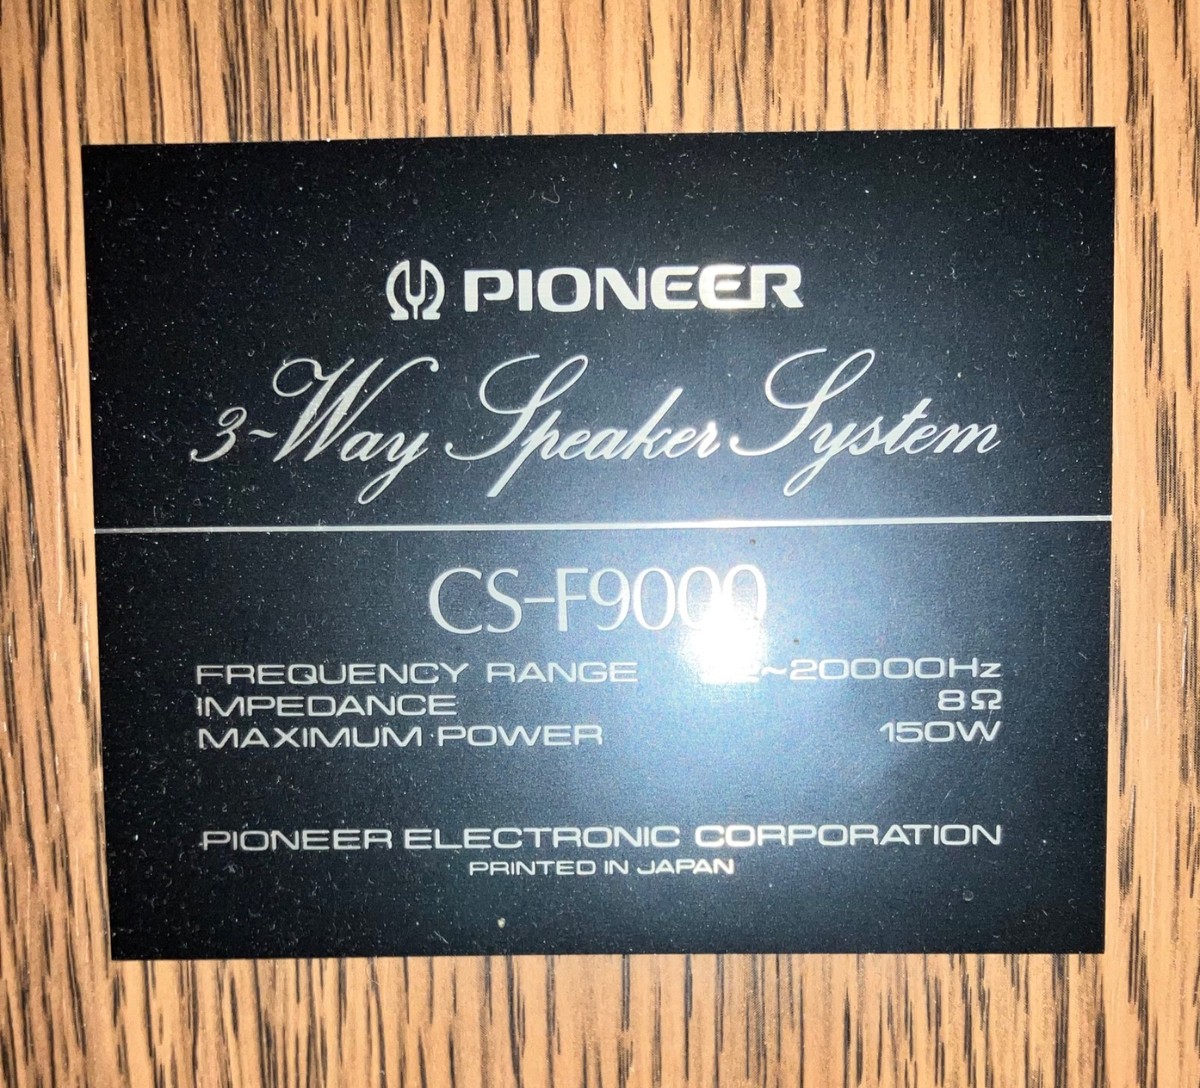 PIONEER
3-Way Speaker System
CS-F9000
FREQUENCY RANGE ~20000Hz
IMPEDANCE 8Ω
MAXIMUM POWER 150W
PIONEER ELECTRONIC CORPORATION
PRINTED IN JAPAN